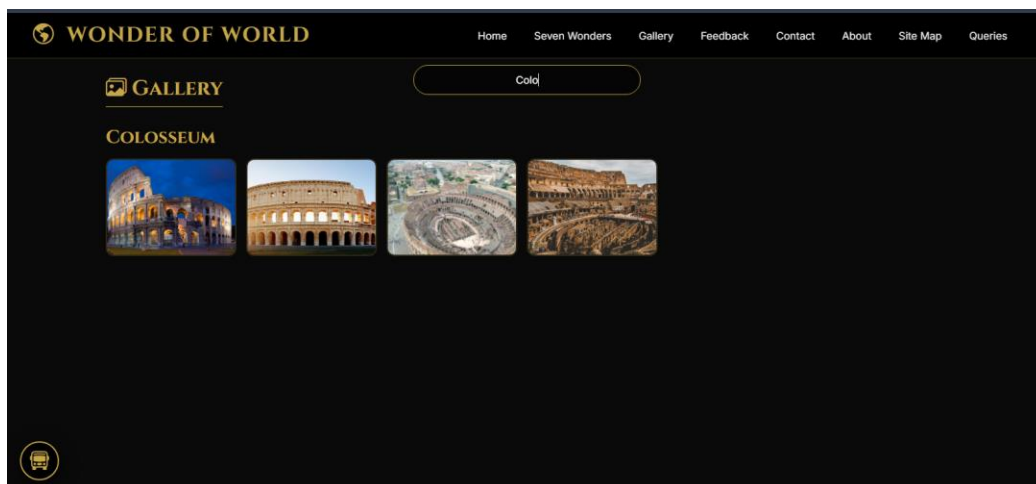 WONDER OF WORLD
Home Seven Wonders Gallery Feedback Contact About Site Map Queries
Colo
GALLERY
COLOSSEUM